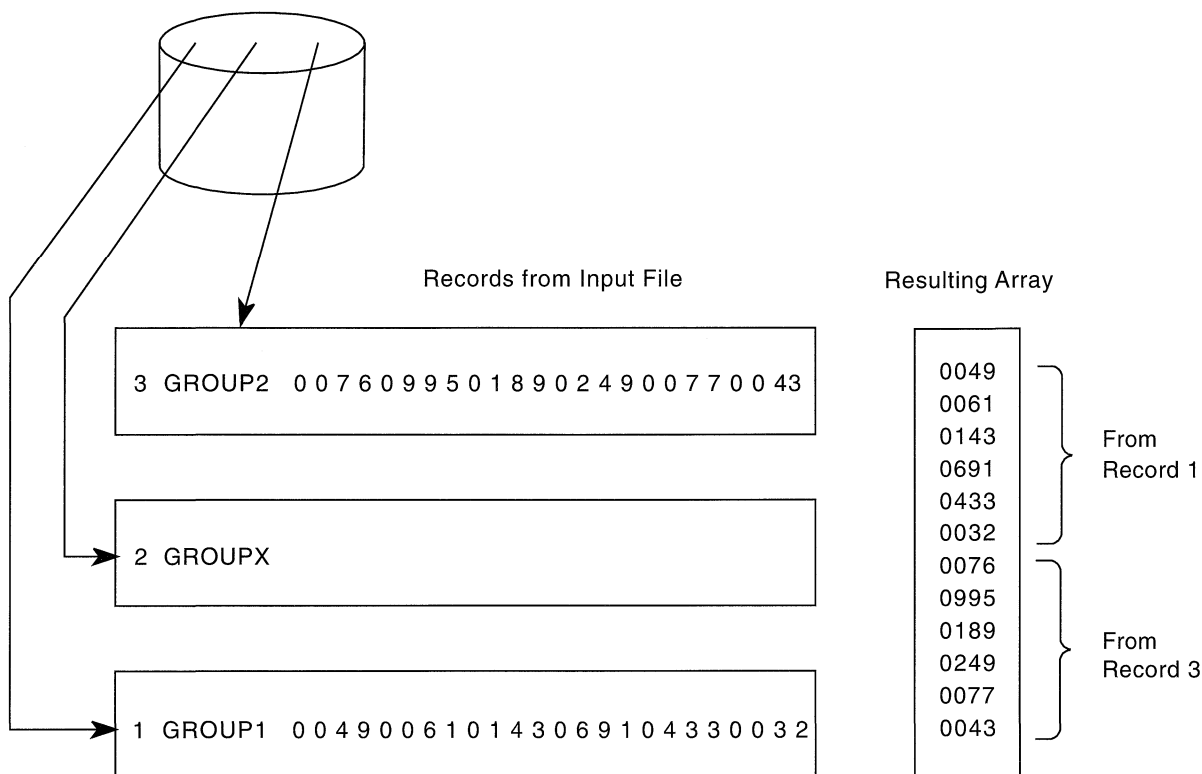 Records from Input File
Resulting Array
3 GROUP2 0 0 7 6 0 9 9 5 0 1 8 9 0 2 4 9 0 0 7 7 0 0 43
2 GROUPX
1 GROUP1 0 0 4 9 0 0 6 1 0 1 4 3 0 6 9 1 0 4 3 3 0 0 3 2
0049
0061
0143
0691
0433
0032
0076
0995
0189
0249
0077
0043
From
Record 1
From
Record 3